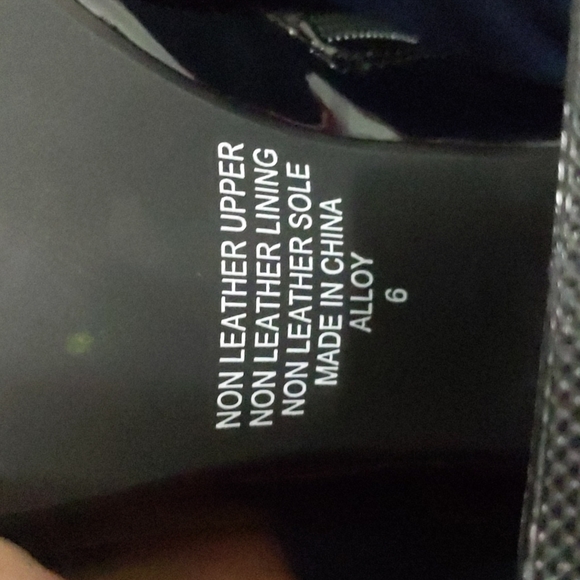 NON LEATHER UPPER
NON LEATHER LINING
NON LEATHER SOLE
MADE IN CHINA
ALLOY
6